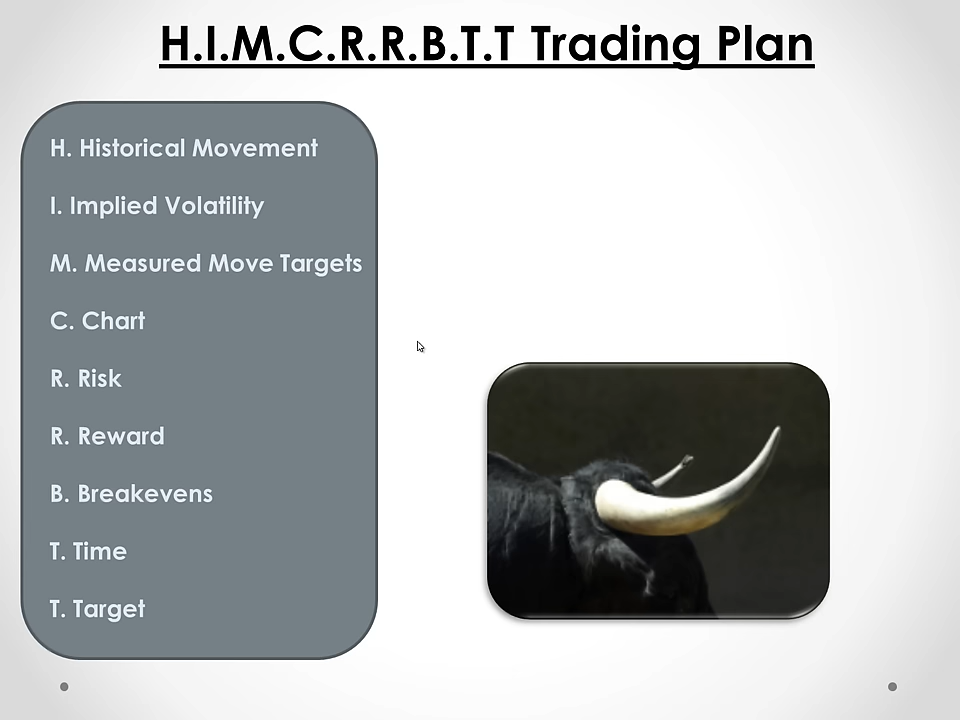 H.I.M.C.R.R.B.T.T Trading Plan
H. Historical Movement
I. Implied Volatility
M. Measured Move Targets
C. Chart
R. Risk
R. Reward
B. Breakevens
T. Time
T. Target